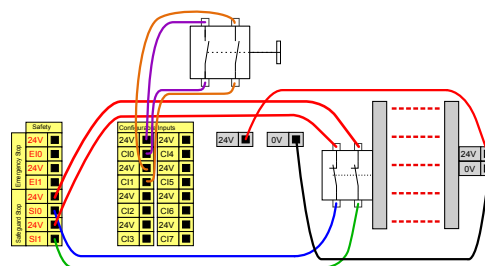 Safety
Emergency Stop
24V
EI0
24V
EI1
Safeguard Stop
24V
SI0
24V
SI1
Configurable Inputs
24V 24V
CI0 CI4
24V 24V
CI1 CI5
24V 24V
CI2 CI6
24V 24V
CI3 CI7
24V 0V
24V
0V